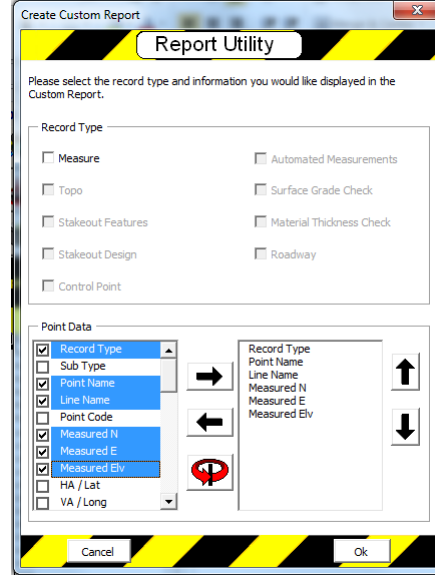 Create Custom Report
Report Utility
Please select the record type and information you would like displayed in the
Custom Report.
Record Type
Measure
Automated Measurements
Topo
Surface Grade Check
Stakeout Features
Material Thickness Check
Stakeout Design
Roadway
Control Point
Point Data
Record Type
Sub Type
Point Name
Line Name
Point Code
Measured N
Measured E
Measured Elv
HA / Lat
VA / Long
Record Type
Point Name
Line Name
Measured N
Measured E
Measured Elv
Cancel
Ok